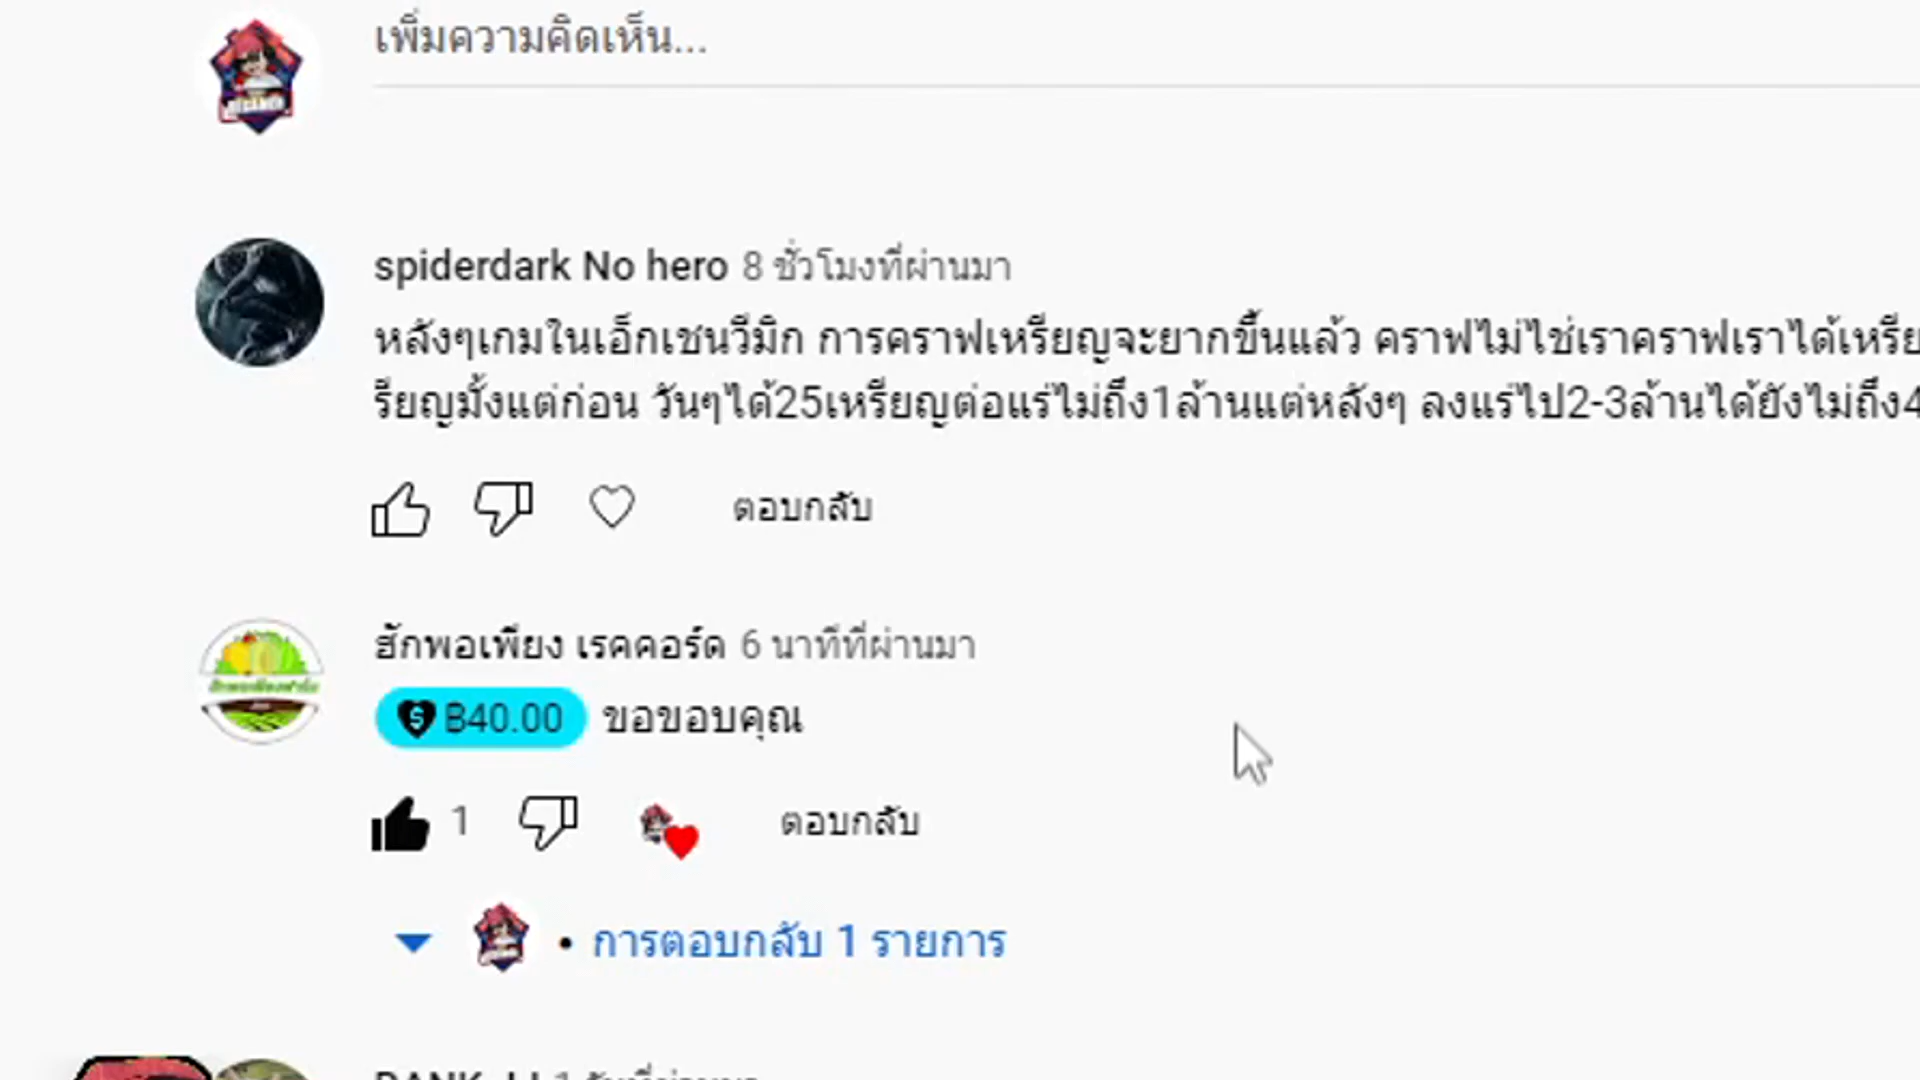 เพิ่มความคิดเห็น...
spiderdark No hero 8 ชั่วโมงที่ผ่านมา
หลังๆเกมในเอ็กเชนวีมิก การคราฟเหรียญจะยากขึ้นแล้ว คราฟไม่ไช่เราคราฟเราได้เหรีย
รียญมั้งแต่ก่อน วันๆได้25เหรียญต่อแร่ไม่ถึง1ล้านแต่หลังๆ ลงแร่ไป2-3ล้านได้ยังไม่ถึง4
ตอบกลับ
ฮักพอเพียง เรคคอร์ด 6 นาทีที่ผ่านมา
฿40.00 ขอขอบคุณ
1 ตอบกลับ
• การตอบกลับ 1 รายการ